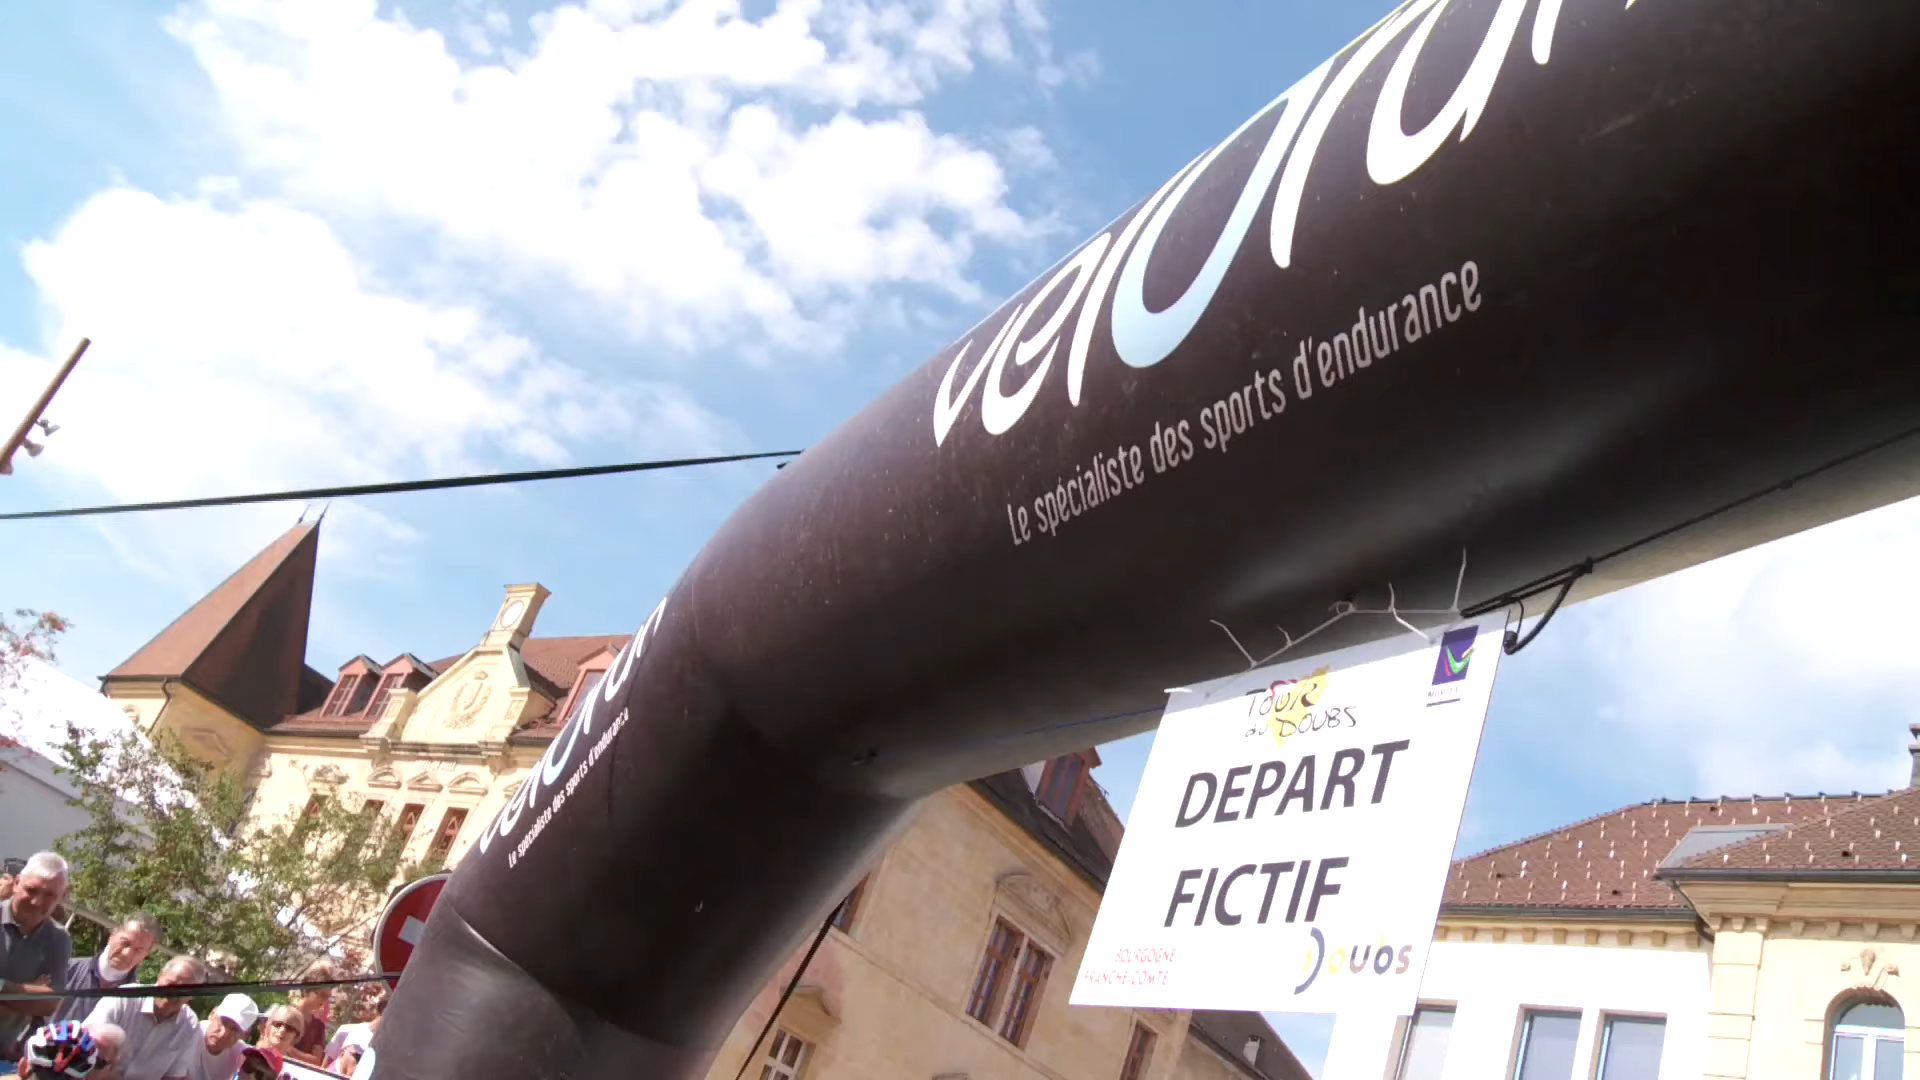 Le spécialiste des sports d'endurance
Le spécialiste des sports d'endurance
TOUR
du DOUBS
DEPART
FICTIF
BOURGOGNE
FRANCHE COMTE
Doubs